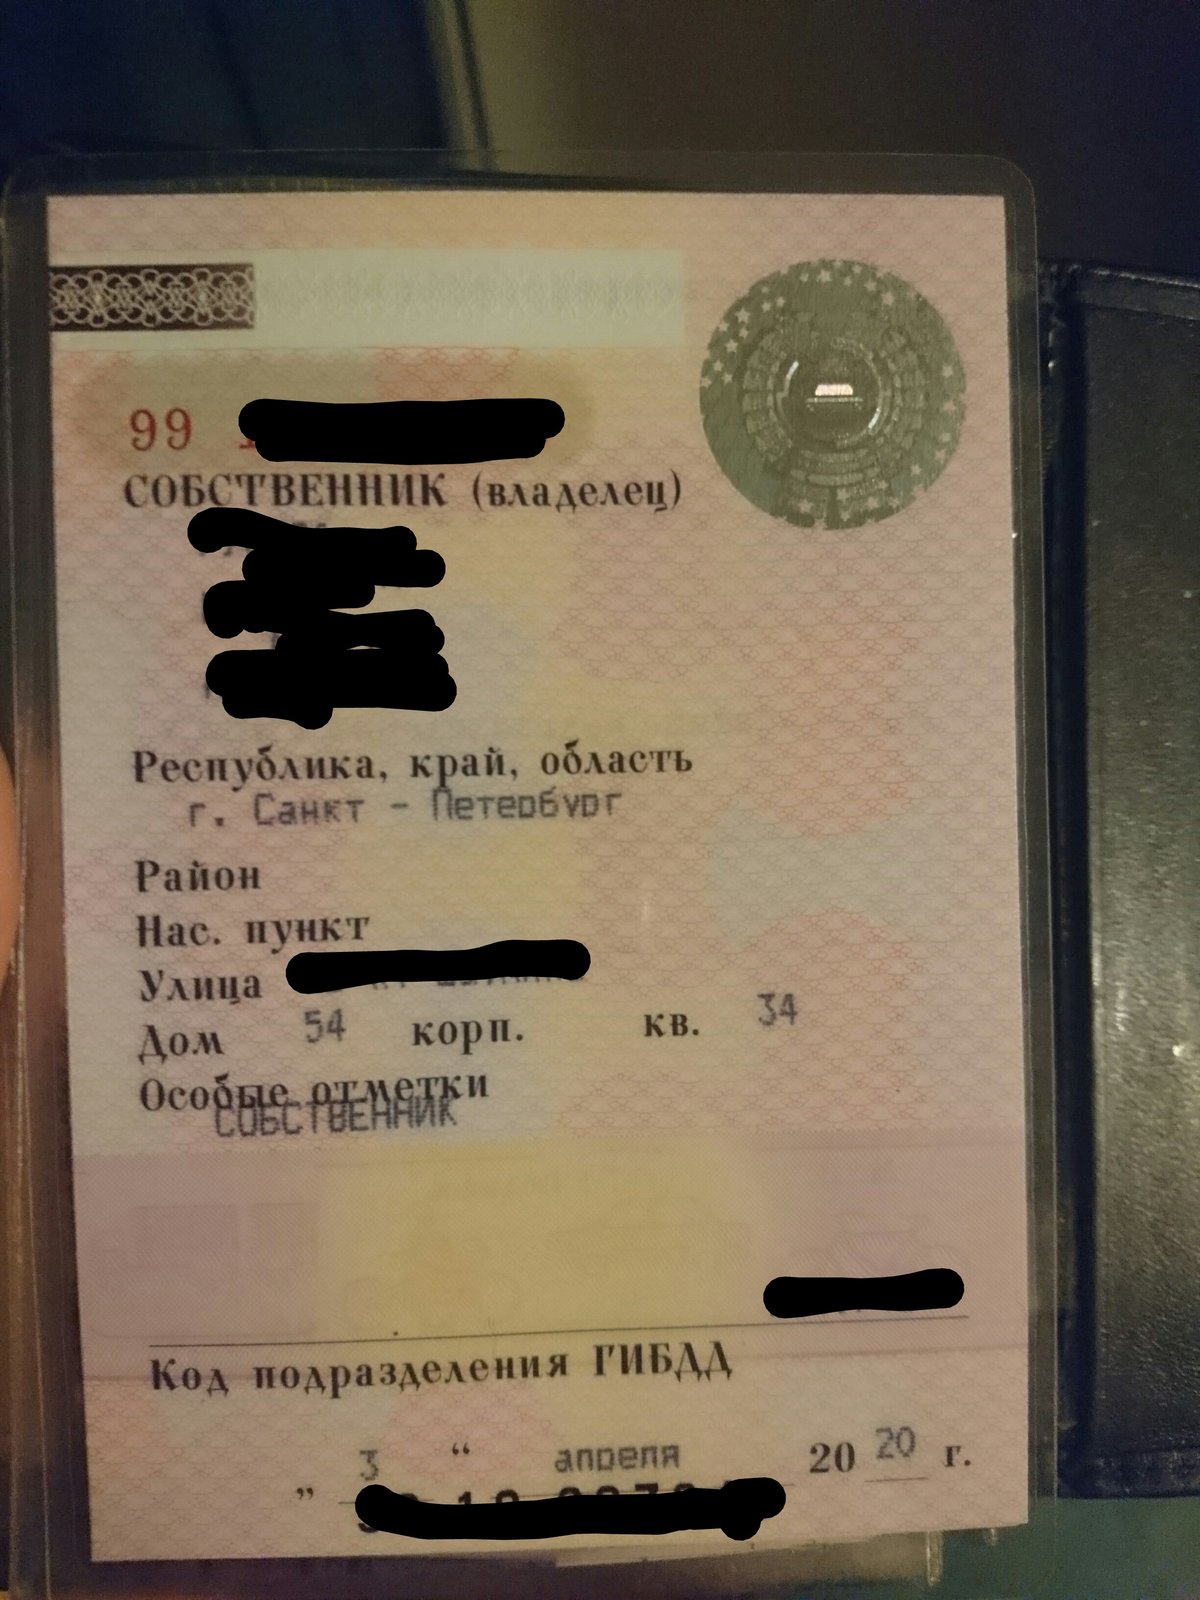 99
СОБСТВЕННИК (владелец)
Республика, край, область
г. Санкт - Петербург
Район
Нас. пункт
Улица
Дом 54 корп. кв. 34
Особые отметки
СОБСТВЕННИК
Код подразделения ГИБДД
" 3 " апреля 20 20 г.